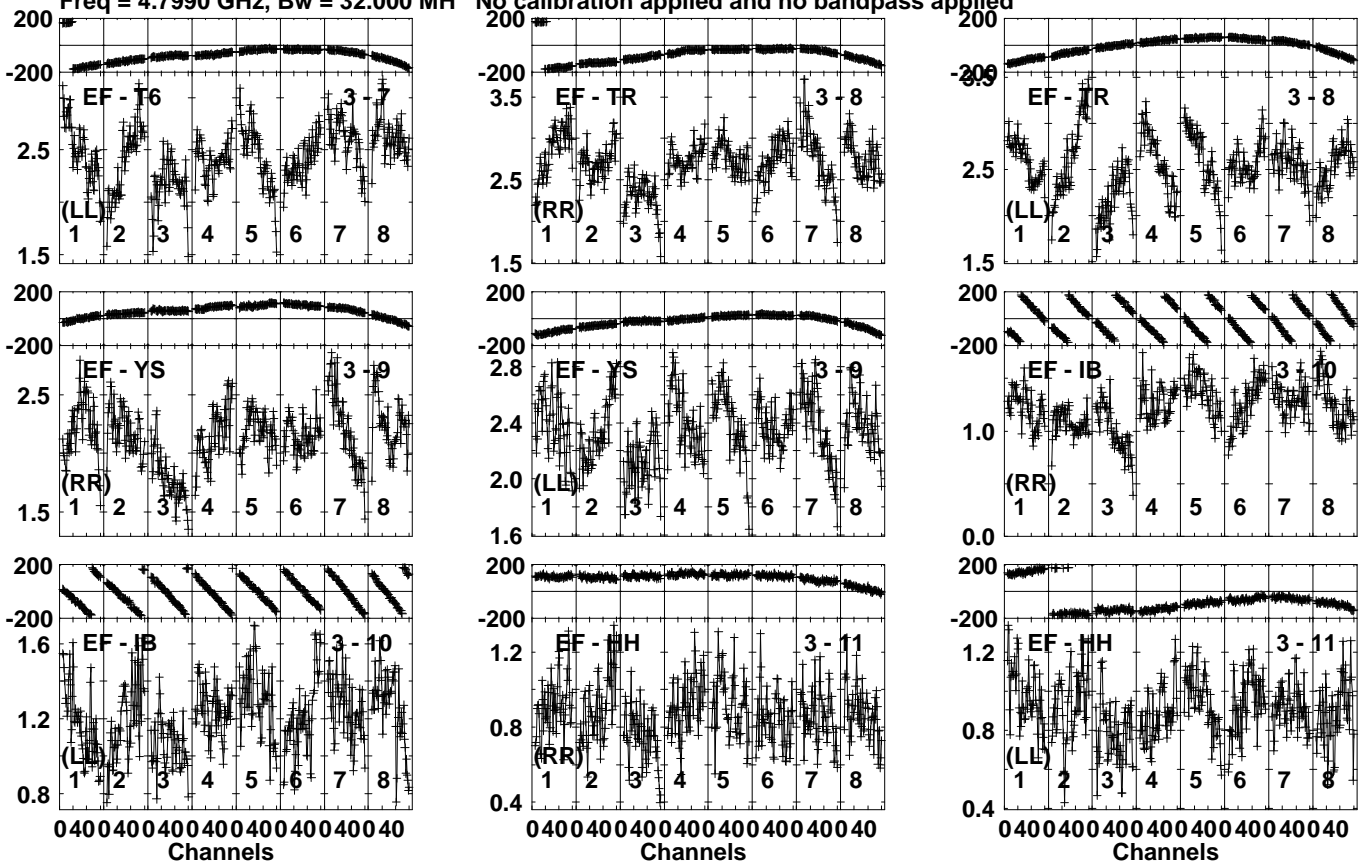 Freq = 4.7990 GHz, Bw = 32.000 MH No calibration applied and no bandpass applied
200
-200
EF - T6 3 - 7
2.5
1.5
(LL)
1 2 3 4 5 6 7 8
200
-200
EF - TR 3 - 8
3.5
2.5
1.5
(RR)
1 2 3 4 5 6 7 8
200
-200
3.5
EF - TR 3 - 8
2.5
1.5
(LL)
1 2 3 4 5 6 7 8
200
-200
EF - YS 3 - 9
2.5
1.5
(RR)
1 2 3 4 5 6 7 8
200
-200
EF - YS 3 - 9
2.8
2.4
2.0
1.6
(LL)
1 2 3 4 5 6 7 8
200
-200
EF - IB 3 - 10
1.0
0.0
(RR)
1 2 3 4 5 6 7 8
200
-200
EF - IB 3 - 10
1.6
1.2
0.8
(LL)
1 2 3 4 5 6 7 8
0 40 0 40 0 40 0 40 0 40 0 40 0 40 0 40
Channels
200
-200
EF - HH 3 - 11
1.2
0.8
0.4
(RR)
1 2 3 4 5 6 7 8
0 40 0 40 0 40 0 40 0 40 0 40 0 40 0 40
Channels
200
-200
EF - HH 3 - 11
1.2
0.8
0.4
(LL)
1 2 3 4 5 6 7 8
0 40 0 40 0 40 0 40 0 40 0 40 0 40 0 40
Channels